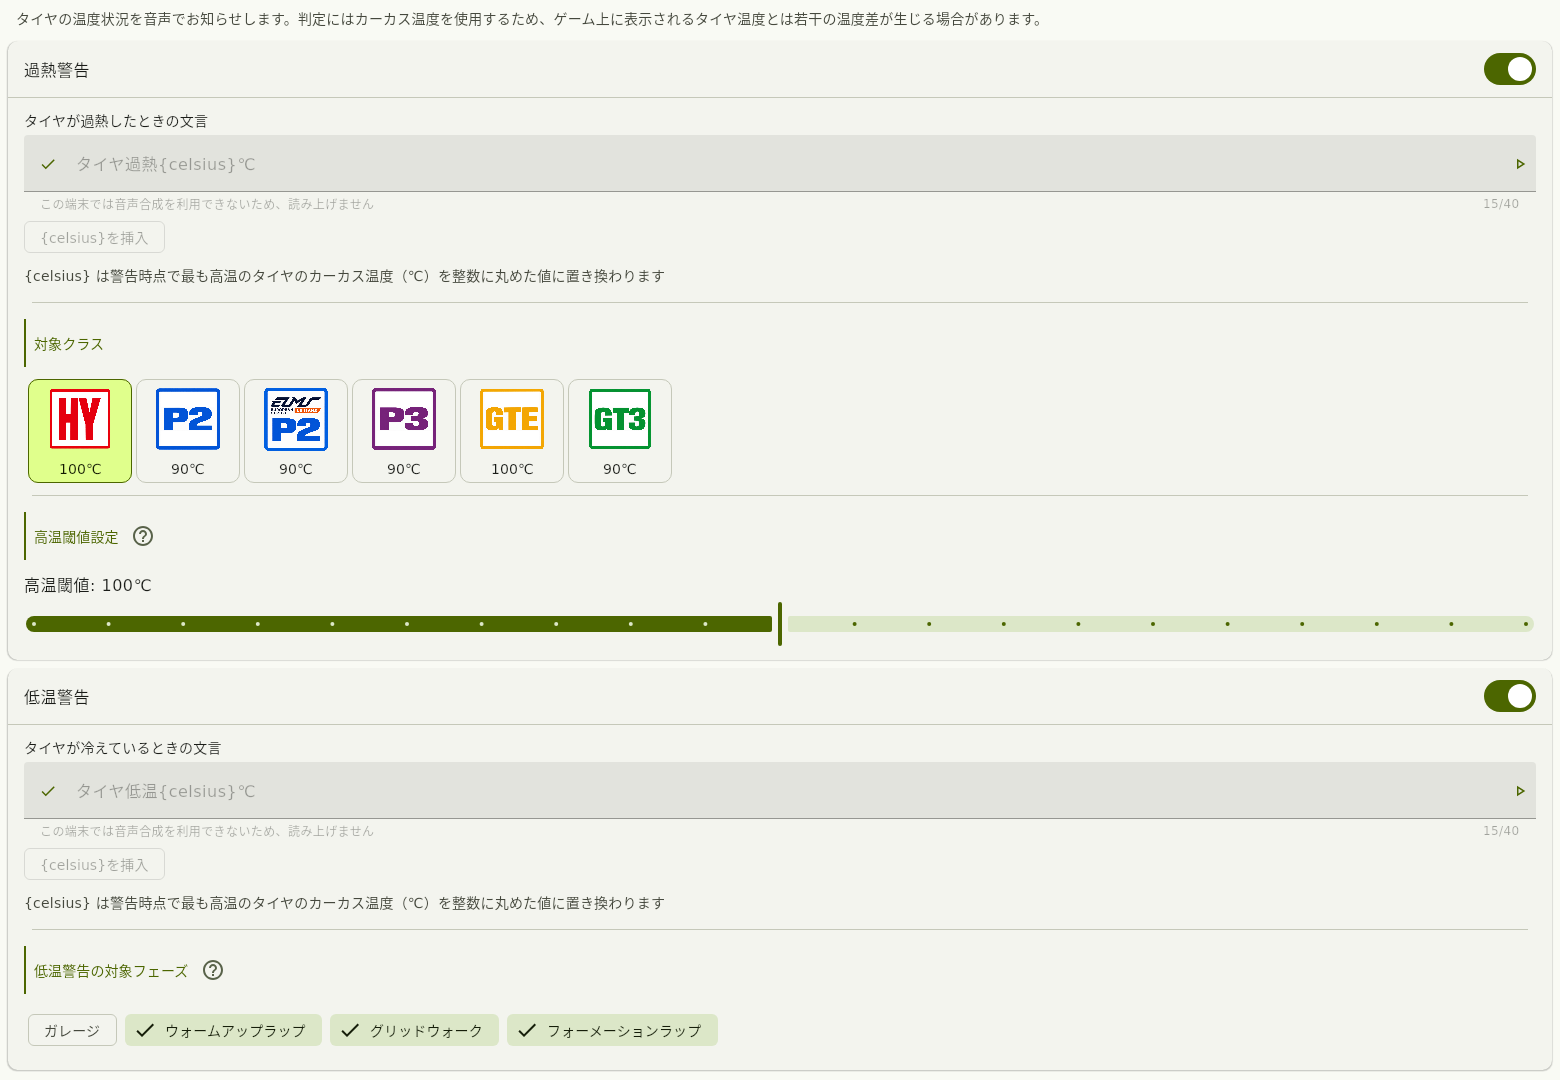 タイヤの温度状況を音声でお知らせします。判定にはカーカス温度を使用するため、ゲーム上に表示されるタイヤ温度とは若干の温度差が生じる場合があります。
過熱警告
タイヤが過熱したときの文言
タイヤ過熱{celsius}℃
この端末では音声合成を利用できないため、読み上げません 15/40
{celsius}を挿入
{celsius} は警告時点で最も高温のタイヤのカーカス温度（℃）を整数に丸めた値に置き換わります
対象クラス
HY P2 ELMS P2 P3 GTE GT3
100℃ 90℃ 90℃ 90℃ 100℃ 90℃
高温閾値設定
高温閾値: 100℃
低温警告
タイヤが冷えているときの文言
タイヤ低温{celsius}℃
この端末では音声合成を利用できないため、読み上げません 15/40
{celsius}を挿入
{celsius} は警告時点で最も高温のタイヤのカーカス温度（℃）を整数に丸めた値に置き換わります
低温警告の対象フェーズ
ガレージ ウォームアップラップ グリッドウォーク フォーメーションラップ